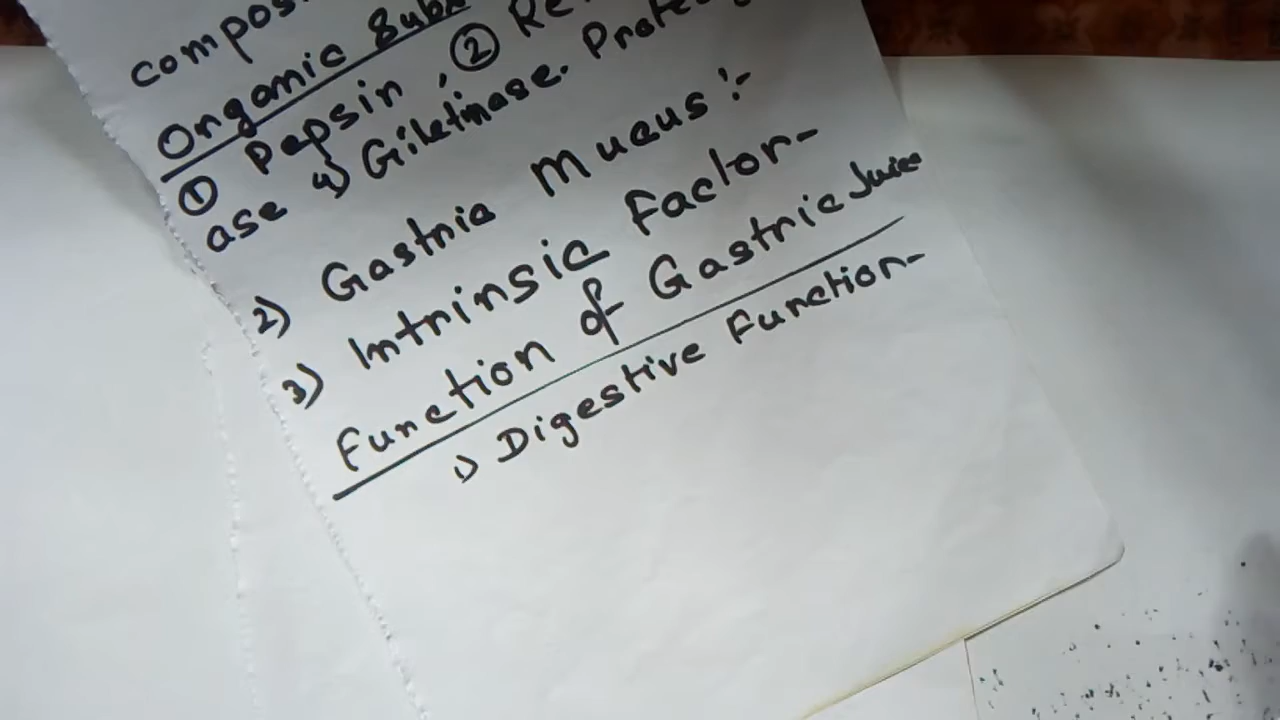 compos
Organic Subs
① Pepsin, ② Re
ase 4) Giletinase. Prote
2) Gastric Mucus :-
3) Intrinsic Factor-
Function of Gastric Juice
1) Digestive Function-